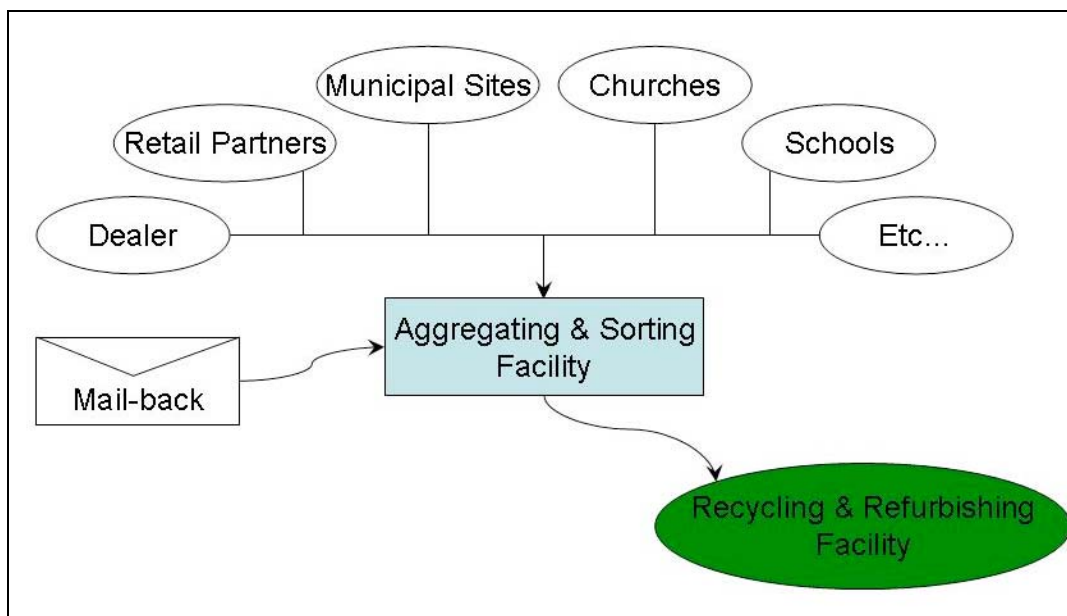 Municipal Sites
Churches
Retail Partners
Schools
Dealer
Etc...
Aggregating & Sorting
Facility
Mail-back
Recycling & Refurbishing
Facility